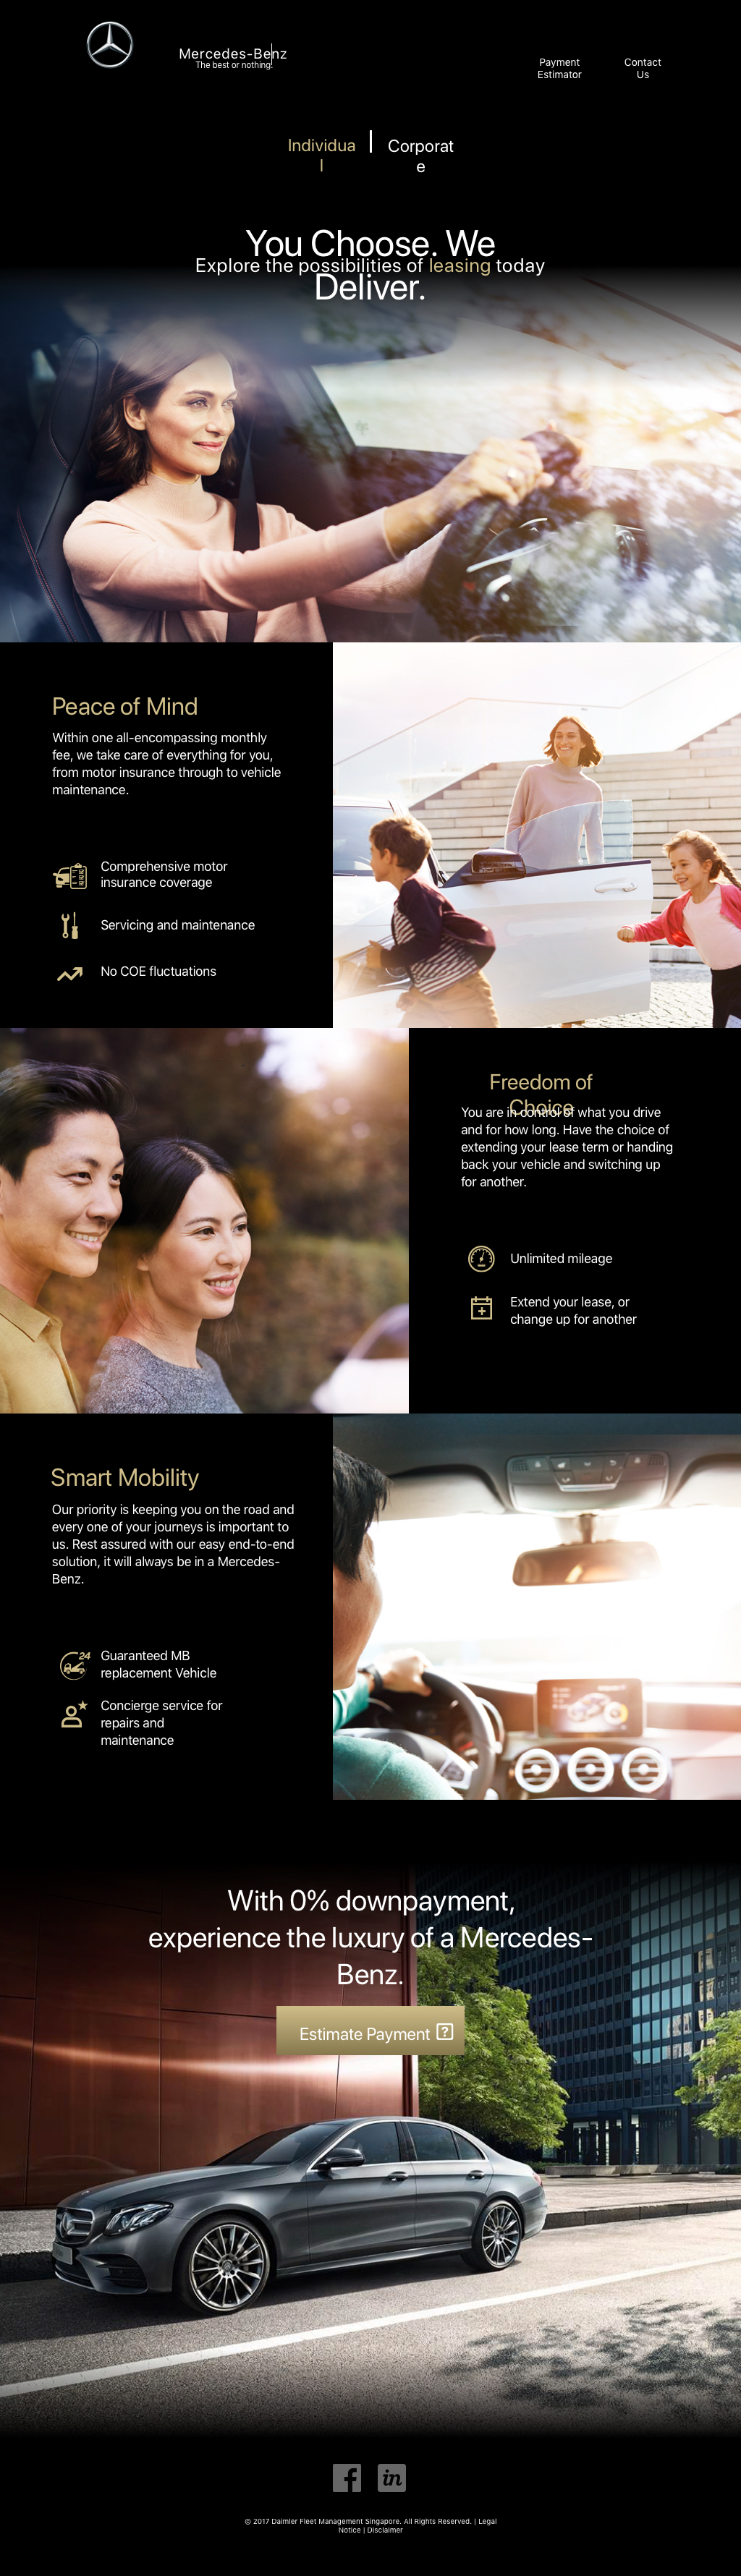 Mercedes-Benz
The best or nothing.
Payment
Estimator
Contact
Us
Individua
l
Corporat
e
You Choose. We
Deliver.
Explore the possibilities of leasing today
Peace of Mind
Within one all-encompassing monthly
fee, we take care of everything for you,
from motor insurance through to vehicle
maintenance.
Comprehensive motor
insurance coverage
Servicing and maintenance
No COE fluctuations
Freedom of
Choice
You are in control of what you drive
and for how long. Have the choice of
extending your lease term or handing
back your vehicle and switching up
for another.
Unlimited mileage
Extend your lease, or
change up for another
Smart Mobility
Our priority is keeping you on the road and
every one of your journeys is important to
us. Rest assured with our easy end-to-end
solution, it will always be in a Mercedes-
Benz.
24
Guaranteed MB
replacement Vehicle
Concierge service for
repairs and
maintenance
With 0% downpayment,
experience the luxury of a Mercedes-
Benz.
Estimate Payment ?
f in
© 2017 Daimler Fleet Management Singapore. All Rights Reserved. | Legal
Notice | Disclaimer